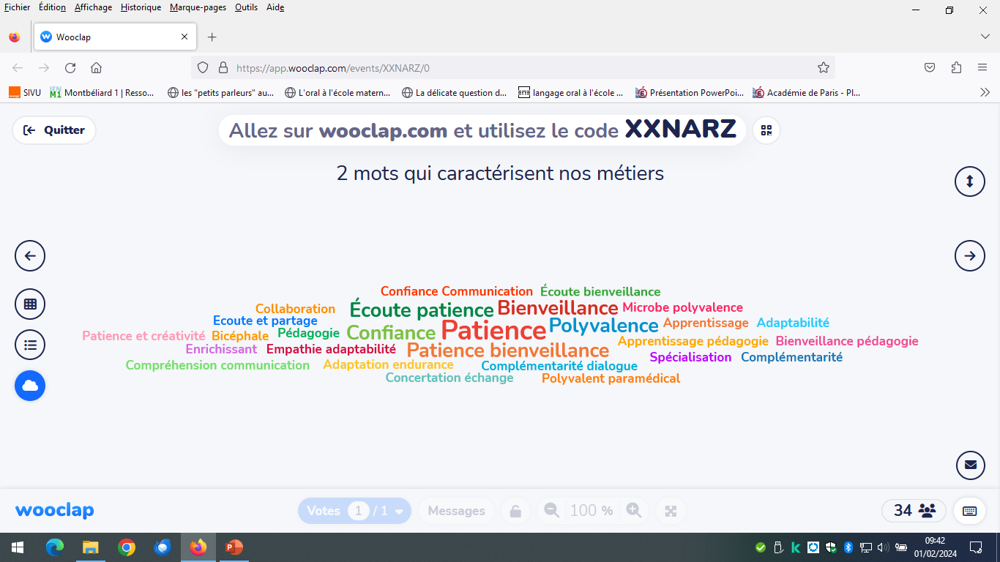 Fichier Édition Affichage Historique Marque-pages Outils Aide
Wooclap
https://app.wooclap.com/events/XXNARZ/0
SIVU Montbéliard 1 | Resso... les "petits parleurs" au... L'oral à l'école matern... La délicate question d... langage oral à l'école ... Présentation PowerPoi... Académie de Paris - Pl...
Quitter
Allez sur wooclap.com et utilisez le code XXNARZ
2 mots qui caractérisent nos métiers
Confiance Communication Écoute bienveillance
Collaboration Écoute patience Bienveillance Microbe polyvalence
Ecoute et partage Patience Polyvalence Apprentissage Adaptabilité
Patience et créativité Bicéphale Pédagogie Confiance Apprentissage pédagogie Bienveillance pédagogie
Enrichissant Empathie adaptabilité Patience bienveillance Spécialisation Complémentarité
Compréhension communication Adaptation endurance Complémentarité dialogue
Concertation échange Polyvalent paramédical
wooclap Votes 1 / 1 Messages 100 % 34
09:42
01/02/2024